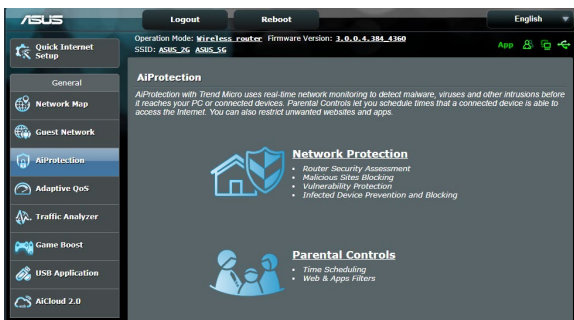 ASUS
Logout
Reboot
English
Quick Internet Setup
Operation Mode: Wireless router Firmware Version: 3.0.0.4.384_4360
SSID: ASUS_2G ASUS_5G
App
General
Network Map
Guest Network
AiProtection
Adaptive QoS
Traffic Analyzer
Game Boost
USB Application
AiCloud 2.0
AiProtection
AiProtection with Trend Micro uses real-time network monitoring to detect malware, viruses and other intrusions before
it reaches your PC or connected devices. Parental Controls let you schedule times that a connected device is able to
access the Internet. You can also restrict unwanted websites and apps.
Network Protection
• Router Security Assessment
• Malicious Sites Blocking
• Vulnerability Protection
• Infected Device Prevention and Blocking
Parental Controls
• Time Scheduling
• Web & Apps Filters